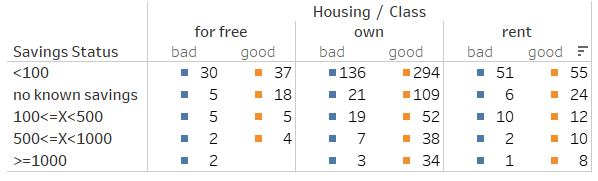 Housing / Class
for free own rent
Savings Status bad good bad good bad good
<100 30 37 136 294 51 55
no known savings 5 18 21 109 6 24
100<=X<500 5 5 19 52 10 12
500<=X<1000 2 4 7 38 2 10
>=1000 2 3 34 1 8